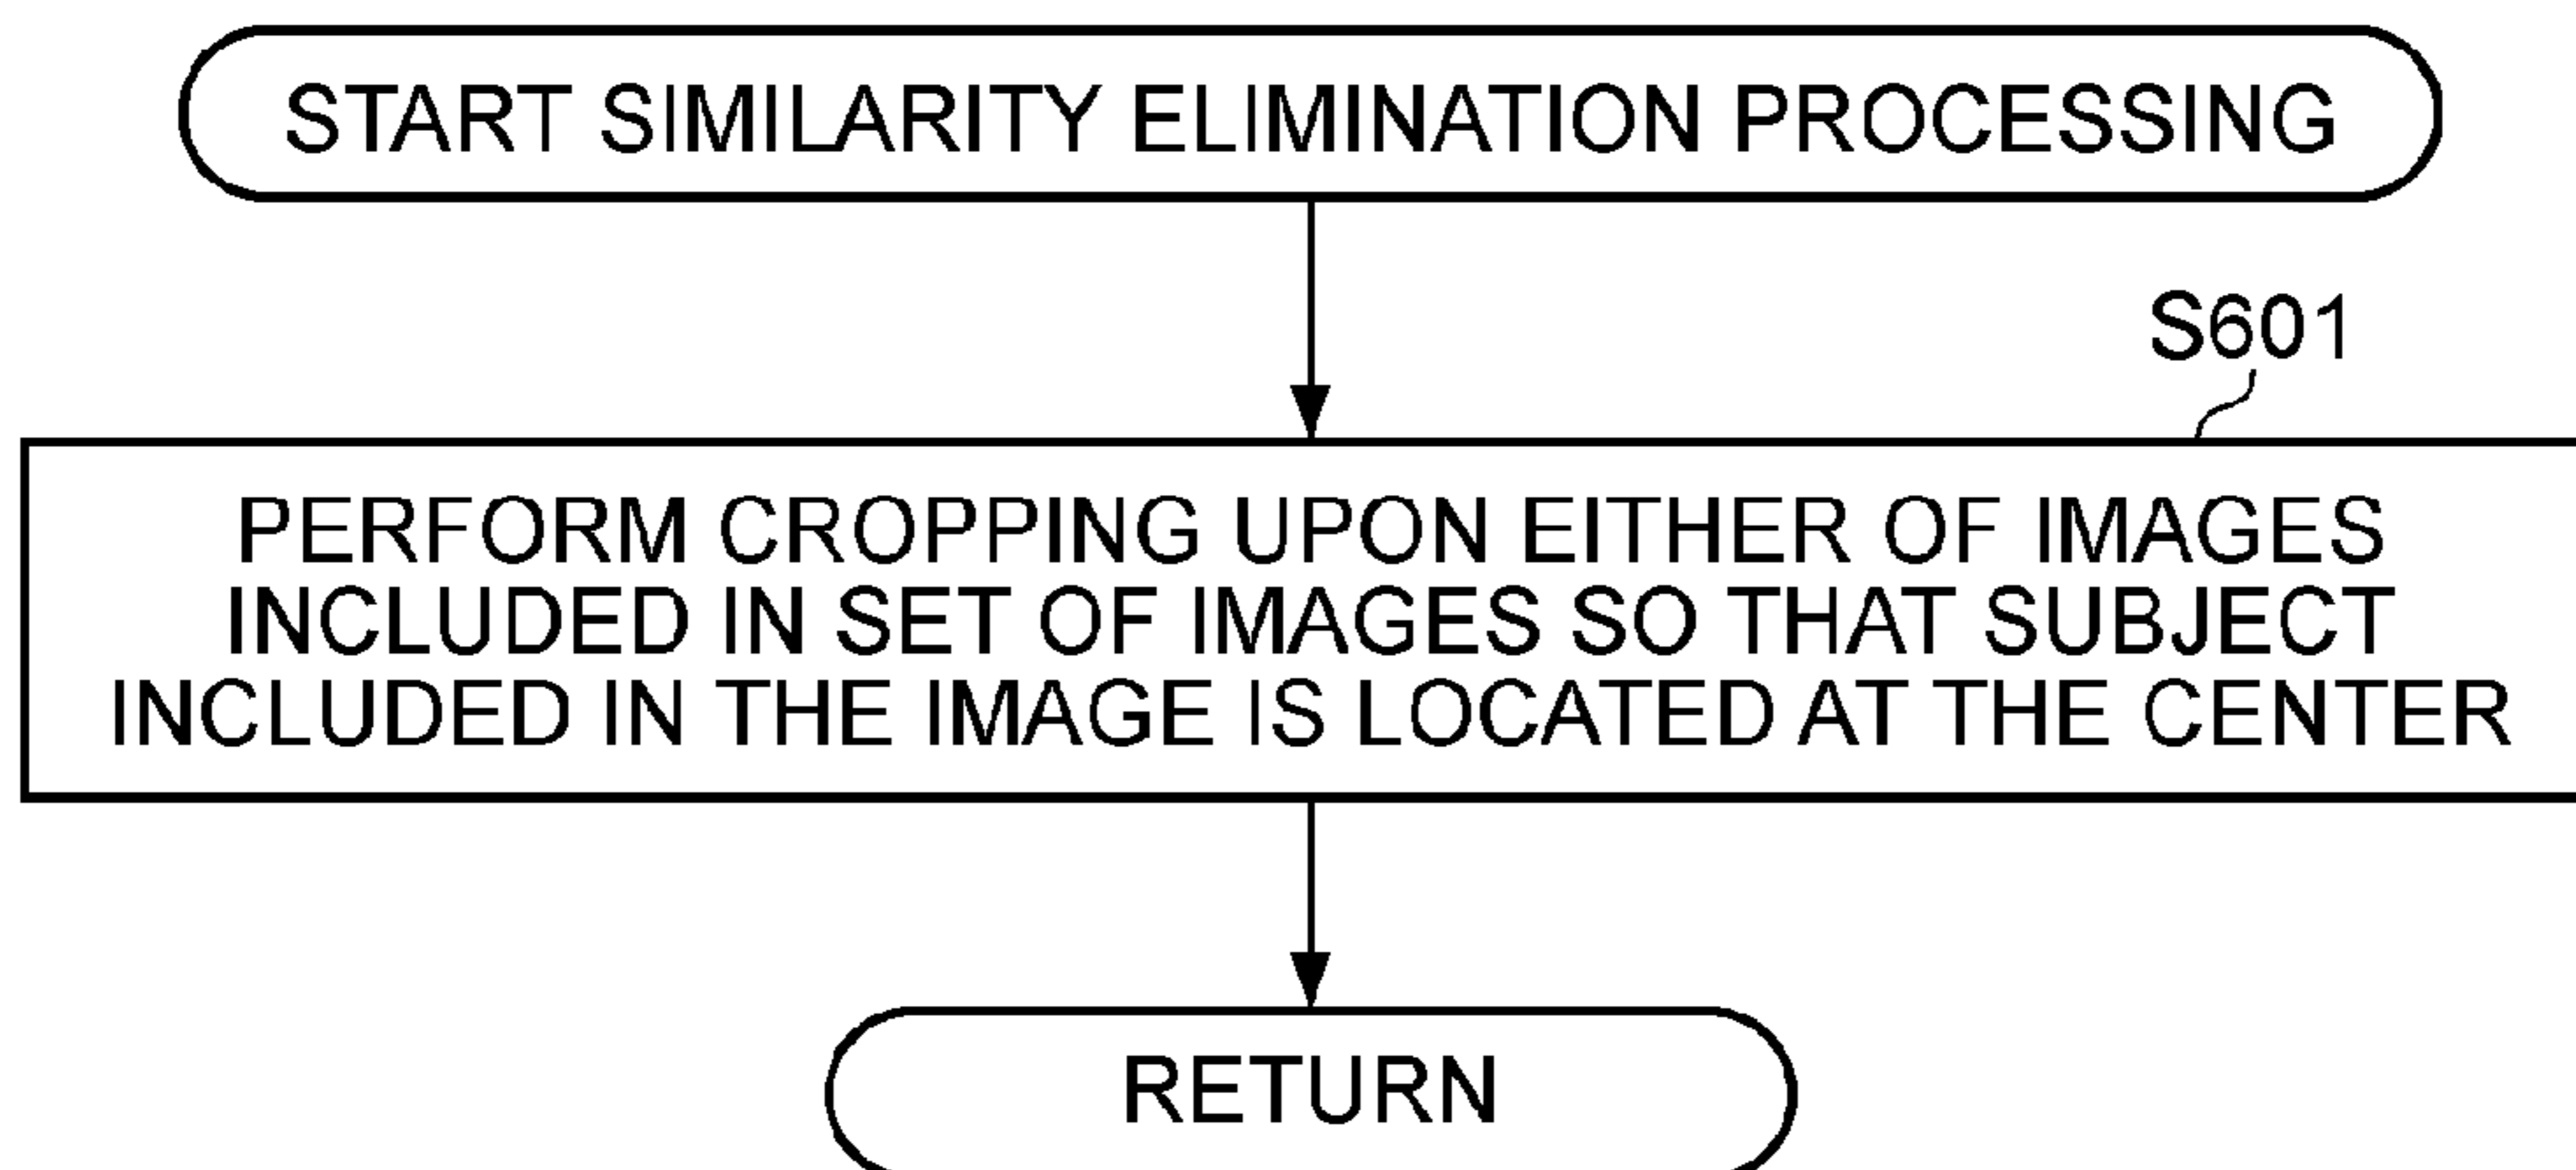 START SIMILARITY ELIMINATION PROCESSING
S601
PERFORM CROPPING UPON EITHER OF IMAGES
INCLUDED IN SET OF IMAGES SO THAT SUBJECT
INCLUDED IN THE IMAGE IS LOCATED AT THE CENTER
RETURN